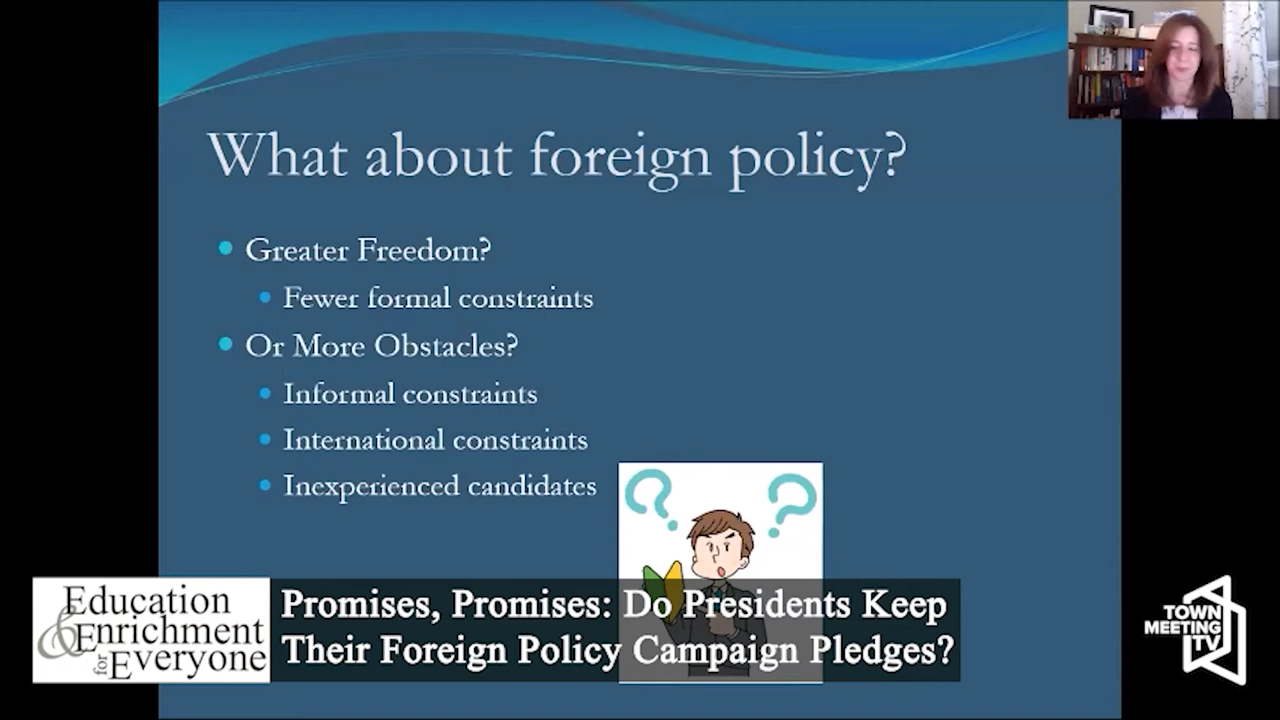 What about foreign policy?
Greater Freedom?
Fewer formal constraints
Or More Obstacles?
Informal constraints
International constraints
Inexperienced candidates
Education
& Enrichment
for Everyone
Promises, Promises: Do Presidents Keep
Their Foreign Policy Campaign Pledges?
TOWN
MEETING
TV